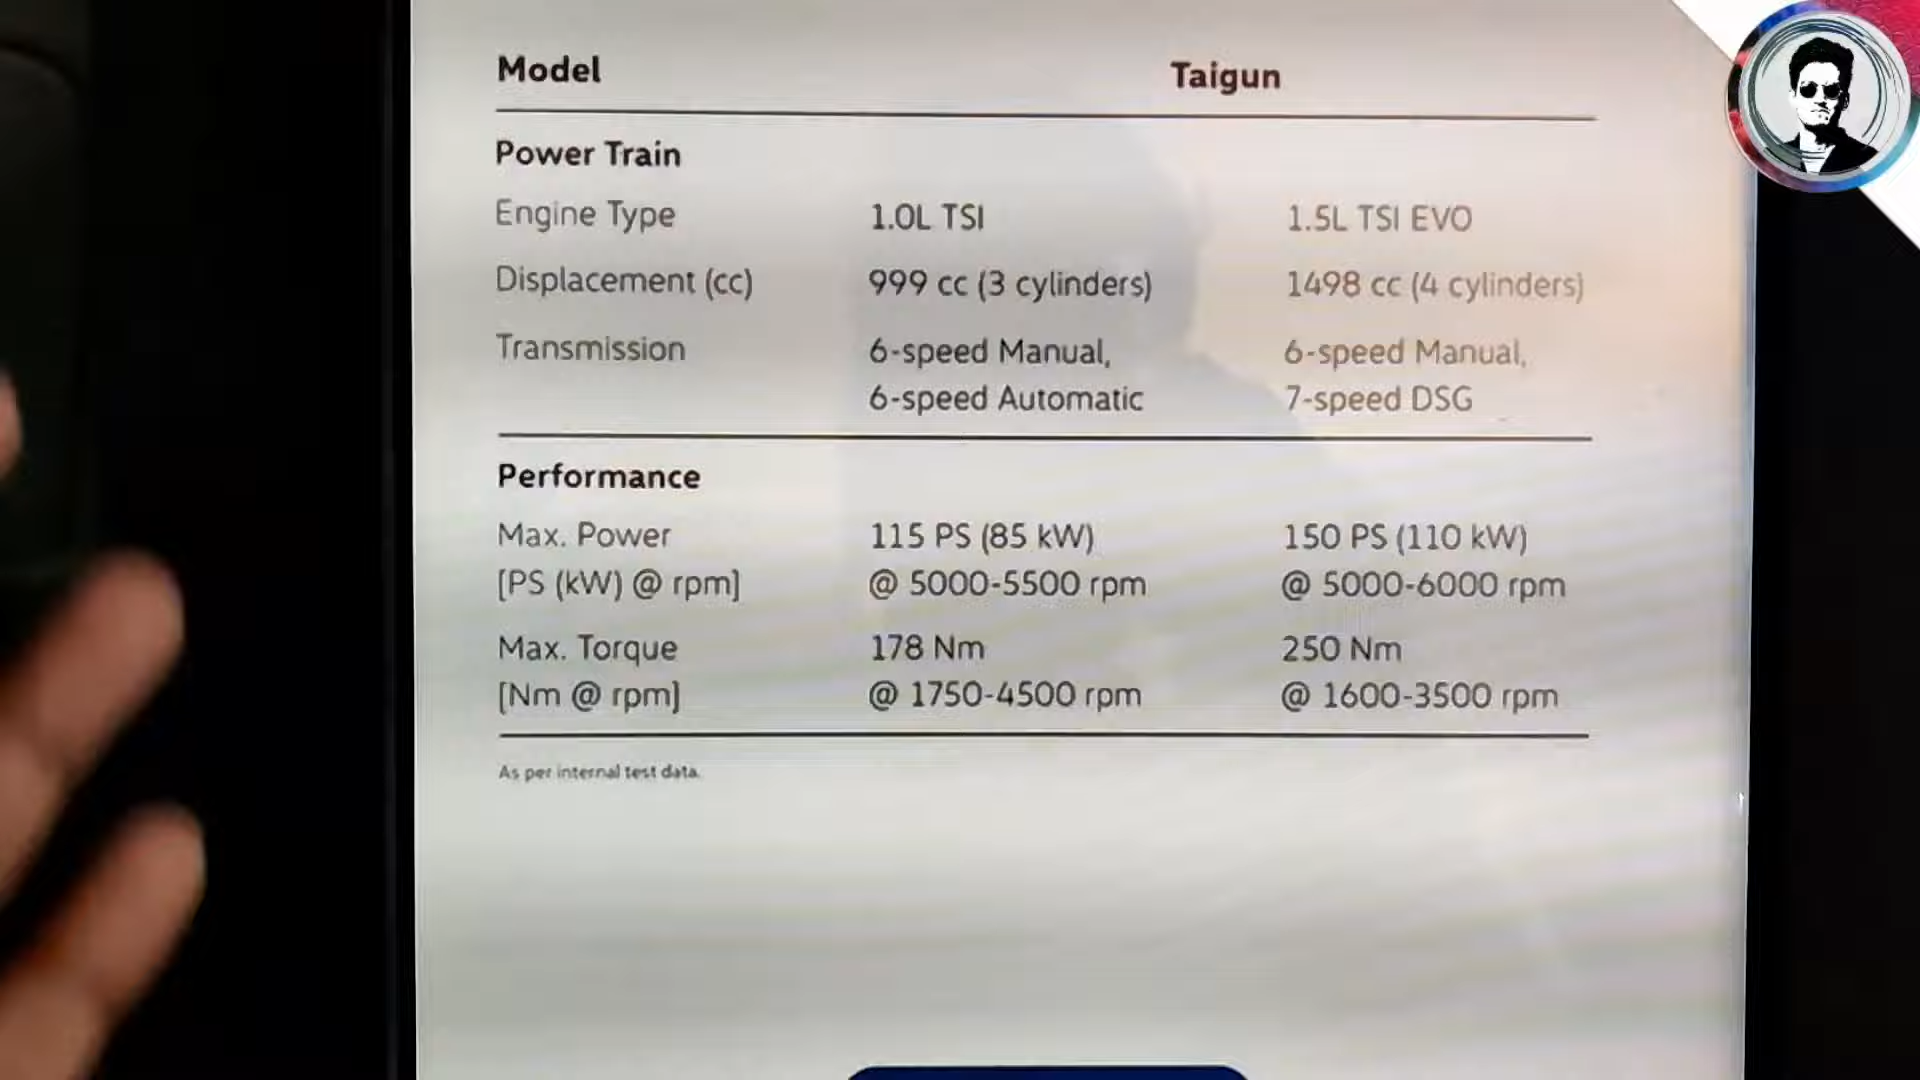 Model Taigun
Power Train
Engine Type 1.0L TSI 1.5L TSI EVO
Displacement (cc) 999 cc (3 cylinders) 1498 cc (4 cylinders)
Transmission 6-speed Manual, 6-speed Manual,
6-speed Automatic 7-speed DSG
Performance
Max. Power 115 PS (85 kW) 150 PS (110 kW)
[PS (kW) @ rpm] @ 5000-5500 rpm @ 5000-6000 rpm
Max. Torque 178 Nm 250 Nm
[Nm @ rpm] @ 1750-4500 rpm @ 1600-3500 rpm
As per internal test data.